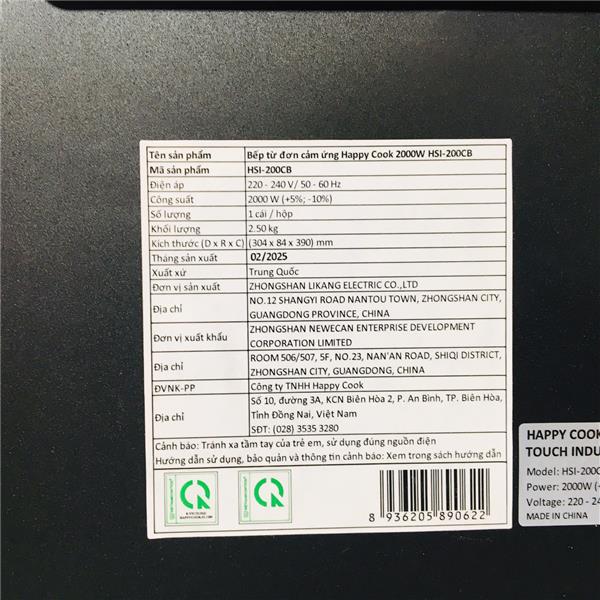 Tên sản phẩm Bếp từ đơn cảm ứng Happy Cook 2000W HSI-200CB
Mã sản phẩm HSI-200CB
Điện áp 220 - 240 V/ 50 - 60 Hz
Công suất 2000 W (+5%; -10%)
Số lượng 1 cái / hộp
Khối lượng 2.50 kg
Kích thước (D x R x C) (304 x 84 x 390) mm
Tháng sản xuất 02/2025
Xuất xứ Trung Quốc
Đơn vị sản xuất ZHONGSHAN LIKANG ELECTRIC CO.,LTD
Địa chỉ NO.12 SHANGYI ROAD NANTOU TOWN, ZHONGSHAN CITY,
GUANGDONG PROVINCE, CHINA
Đơn vị xuất khẩu ZHONGSHAN NEWECAN ENTERPRISE DEVELOPMENT
CORPORATION LIMITED
Địa chỉ ROOM 506/507, 5F, NO.23, NAN'AN ROAD, SHIQI DISTRICT,
ZHONGSHAN CITY, GUANGDONG, CHINA
ĐVNK-PP Công ty TNHH Happy Cook
Địa chỉ Số 10, đường 3A, KCN Biên Hòa 2, P. An Bình, TP. Biên Hòa,
Tỉnh Đồng Nai, Việt Nam
SĐT: (028) 3535 3280
Cảnh báo: Tránh xa tầm tay của trẻ em, sử dụng đúng nguồn điện
Hướng dẫn sử dụng, bảo quản và thông tin cảnh báo: Xem trong sách hướng dẫn
8 936205 890622
HAPPY COOK
TOUCH INDU
Model: HSI-200C
Power: 2000W (+
Voltage: 220 - 24
MADE IN CHINA